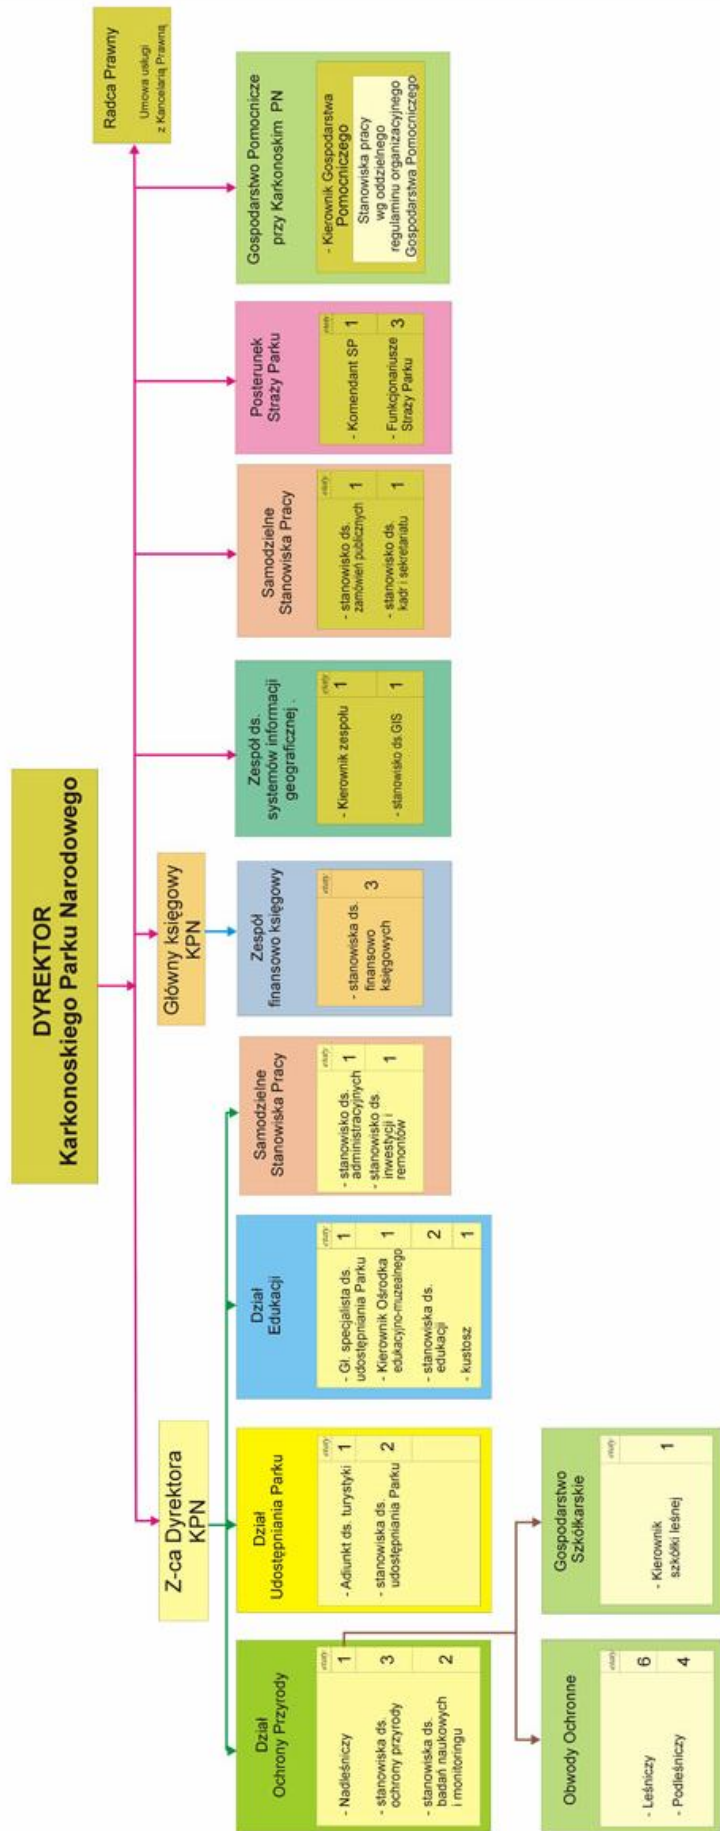 DYREKTOR
Karkonoskiego Parku Narodowego
Radca Prawny
Umowa usługi
z Kancelarią Prawną
Z-ca Dyrektora
KPN
Główny księgowy
KPN
Dział
Ochrony Przyrody
etaty
- Nadleśniczy 1
- stanowiska ds.
ochrony przyrody 3
- stanowiska ds.
badań naukowych
i monitoringu 2
Dział
Udostępniania Parku
etaty
- Adiunkt ds. turystyki 1
- stanowiska ds.
udostępniania Parku 2
Dział
Edukacji
etaty
- Gł. specjalista ds.
udostępniania Parku 1
- Kierownik Ośrodka
edukacyjno-muzealnego 1
- stanowiska ds.
edukacji 2
- kustosz 1
Samodzielne
Stanowiska Pracy
etaty
- stanowisko ds.
administracyjnych 1
- stanowisko ds.
inwestycji i
remontów 1
Zespół
finansowo księgowy
etaty
- stanowiska ds.
finansowo
księgowych 3
Zespół ds.
systemów informacji
geograficznej .
etaty
- Kierownik zespołu 1
- stanowisko ds.GIS 1
Samodzielne
Stanowiska Pracy
etaty
- stanowisko ds.
zamówień publicznych 1
- stanowisko ds.
kadr i sekretariatu 1
Posterunek
Straży Parku
etaty
- Komendant SP 1
- Funkcjonariusze
Straży Parku 3
Gospodarstwo Pomocnicze
przy Karkonoskim PN
- Kierownik Gospodarstwa
Pomocniczego
Stanowiska pracy
wg oddzielnego
regulaminu organizacyjnego
Gospodarstwa Pomocniczego
Obwody Ochronne
etaty
- Leśniczy 6
- Podleśniczy 4
Gospodarstwo
Szkółkarskie
etaty
- Kierownik
szkółki leśnej 1